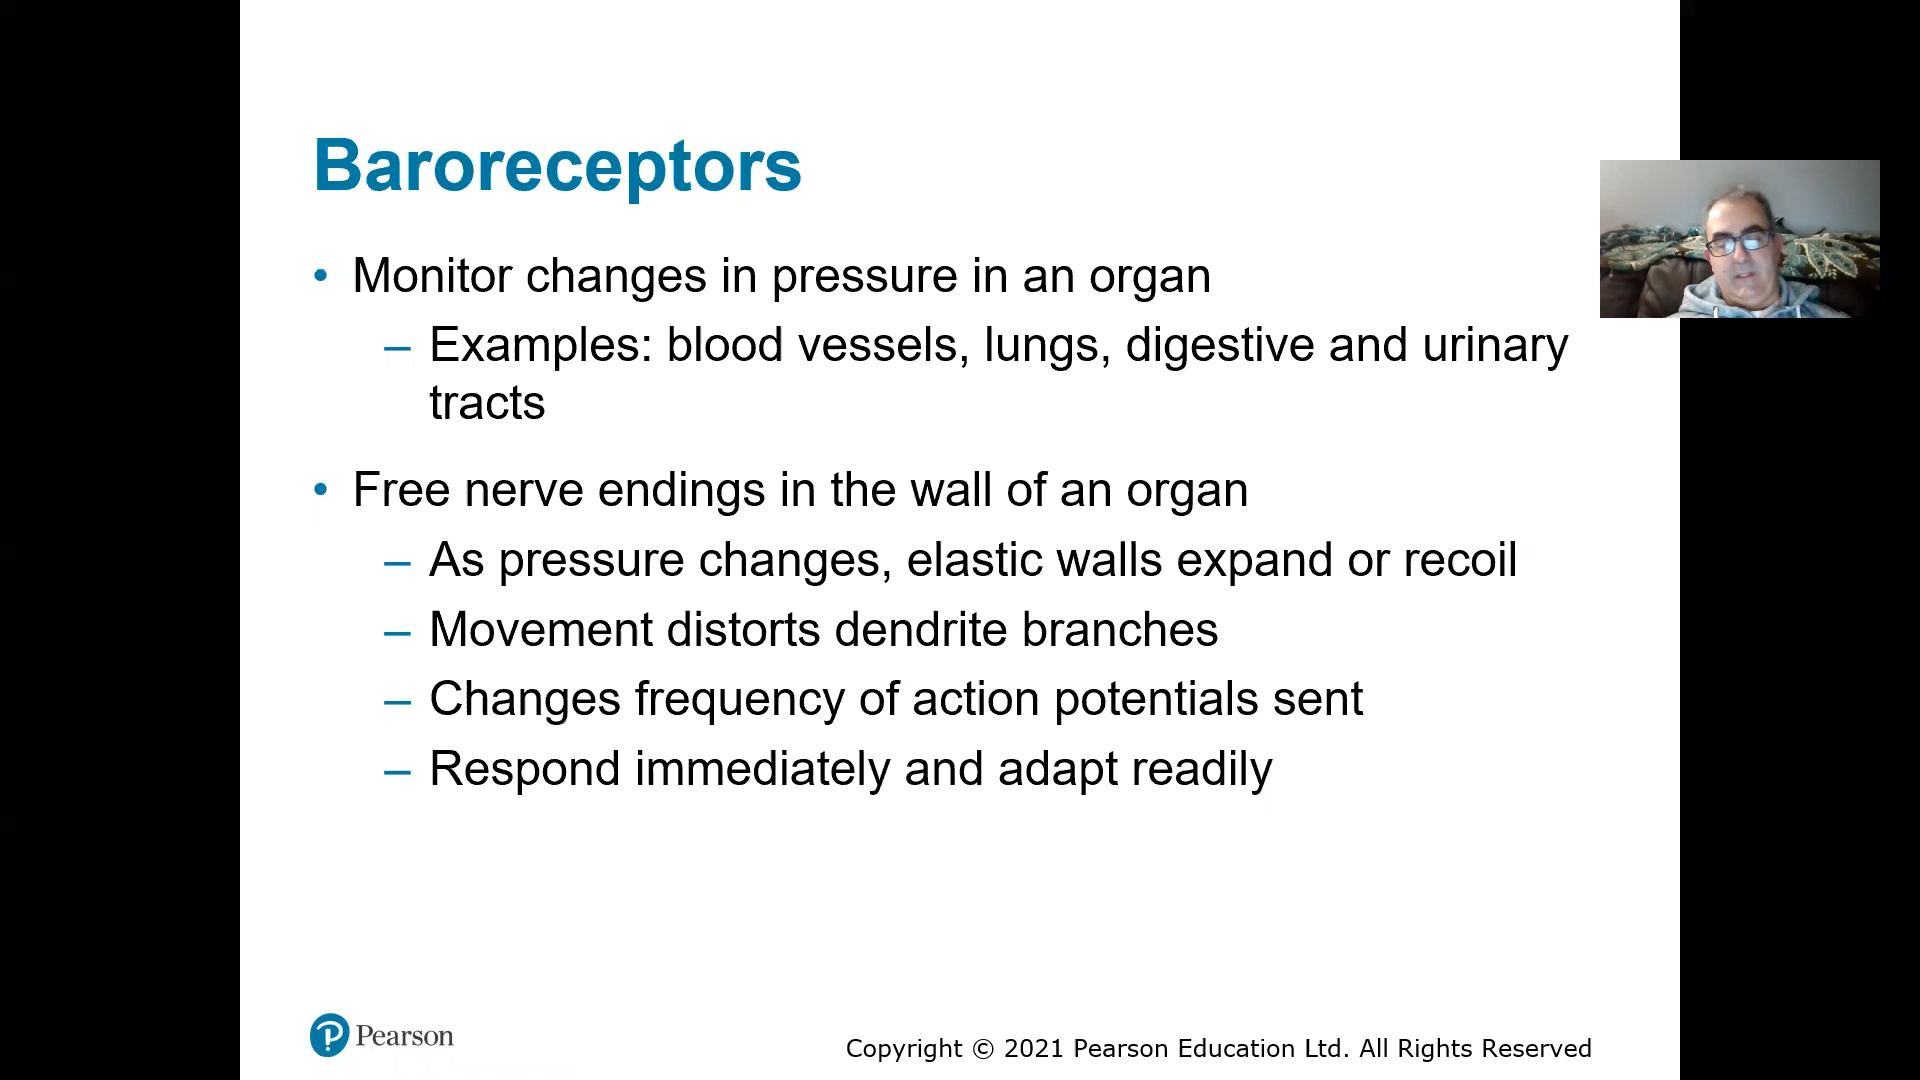 Baroreceptors
• Monitor changes in pressure in an organ
– Examples: blood vessels, lungs, digestive and urinary
tracts
• Free nerve endings in the wall of an organ
– As pressure changes, elastic walls expand or recoil
– Movement distorts dendrite branches
– Changes frequency of action potentials sent
– Respond immediately and adapt readily
Pearson
Copyright © 2021 Pearson Education Ltd. All Rights Reserved